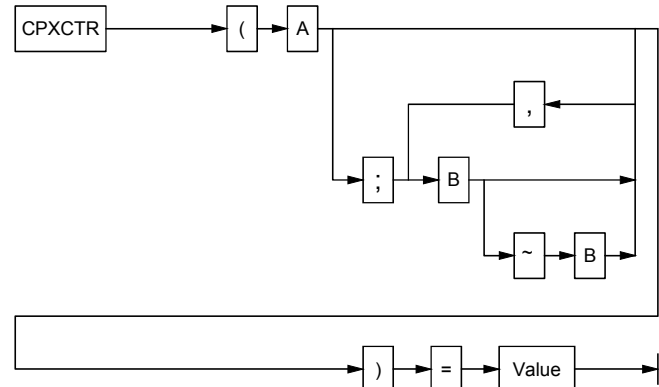 CPXCTR ( A
,
; B
~ B
) = Value